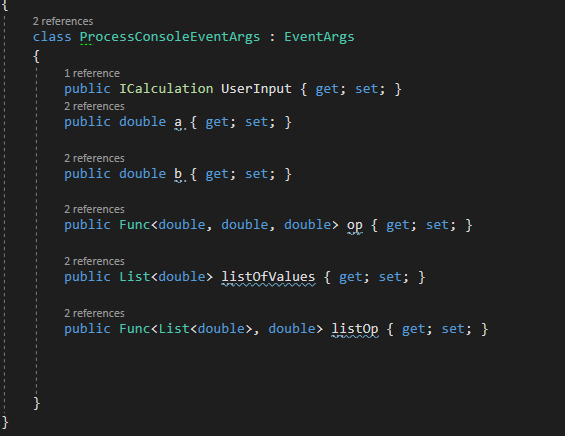 {
2 references
class ProcessConsoleEventArgs : EventArgs
{
1 reference
public ICalculation UserInput { get; set; }
2 references
public double a { get; set; }
2 references
public double b { get; set; }
2 references
public Func<double, double, double> op { get; set; }
2 references
public List<double> listOfValues { get; set; }
2 references
public Func<List<double>, double> listOp { get; set; }
}
}